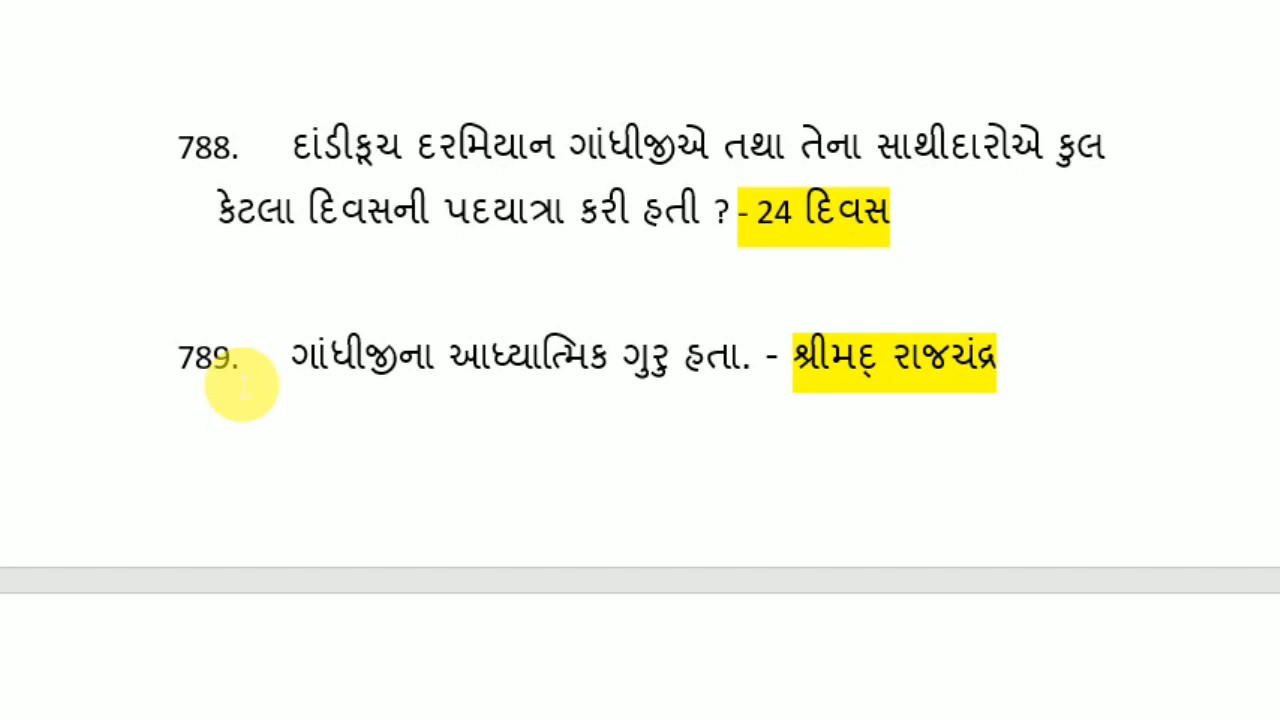 788. દાંડીકૂચ દરમિયાન ગાંધીજીએ તથા તેના સાથીદારોએ કુલ
કેટલા દિવસની પદયાત્રા કરી હતી ? - 24 દિવસ
789. ગાંધીજીના આધ્યાત્મિક ગુરુ હતા. - શ્રીમદ્ રાજચંદ્ર